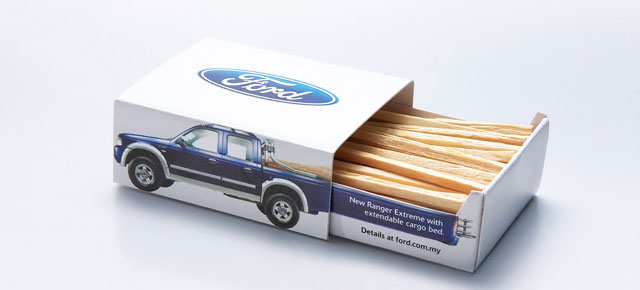 Ford
New Ranger Extreme with
extendable cargo bed.
Details at ford.com.my